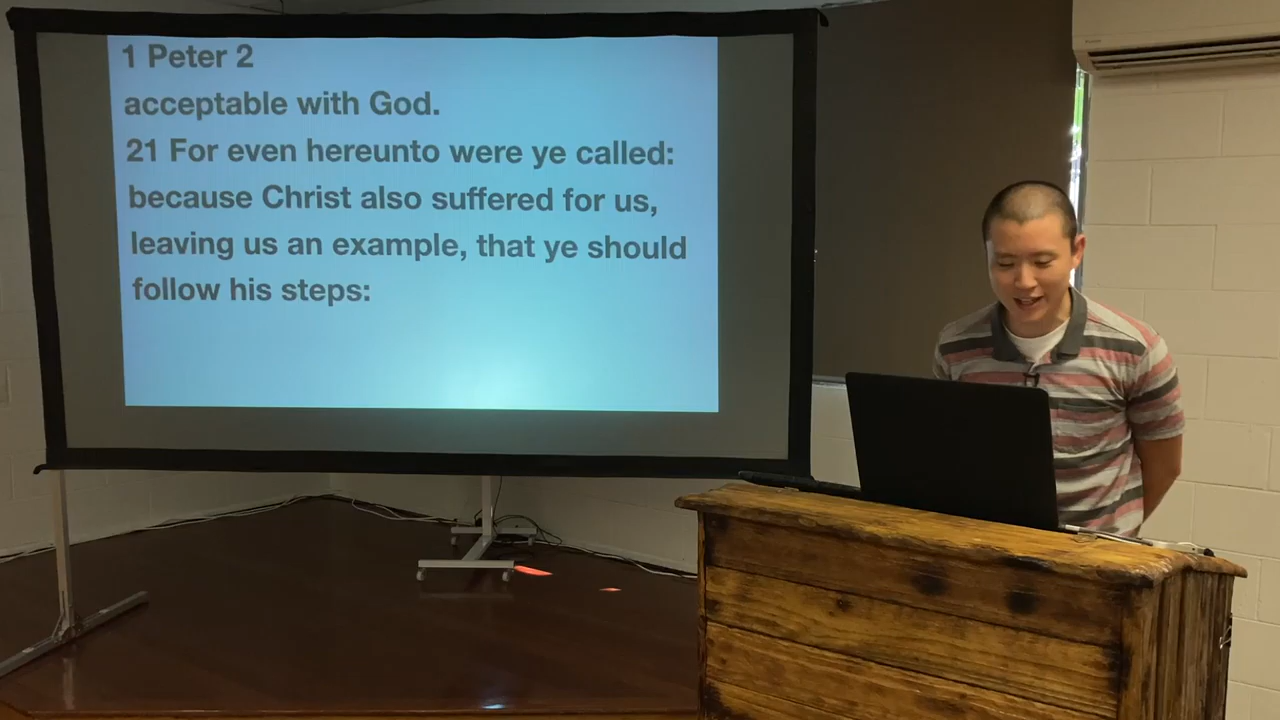 1 Peter 2
acceptable with God.
21 For even hereunto were ye called:
because Christ also suffered for us,
leaving us an example, that ye should
follow his steps: